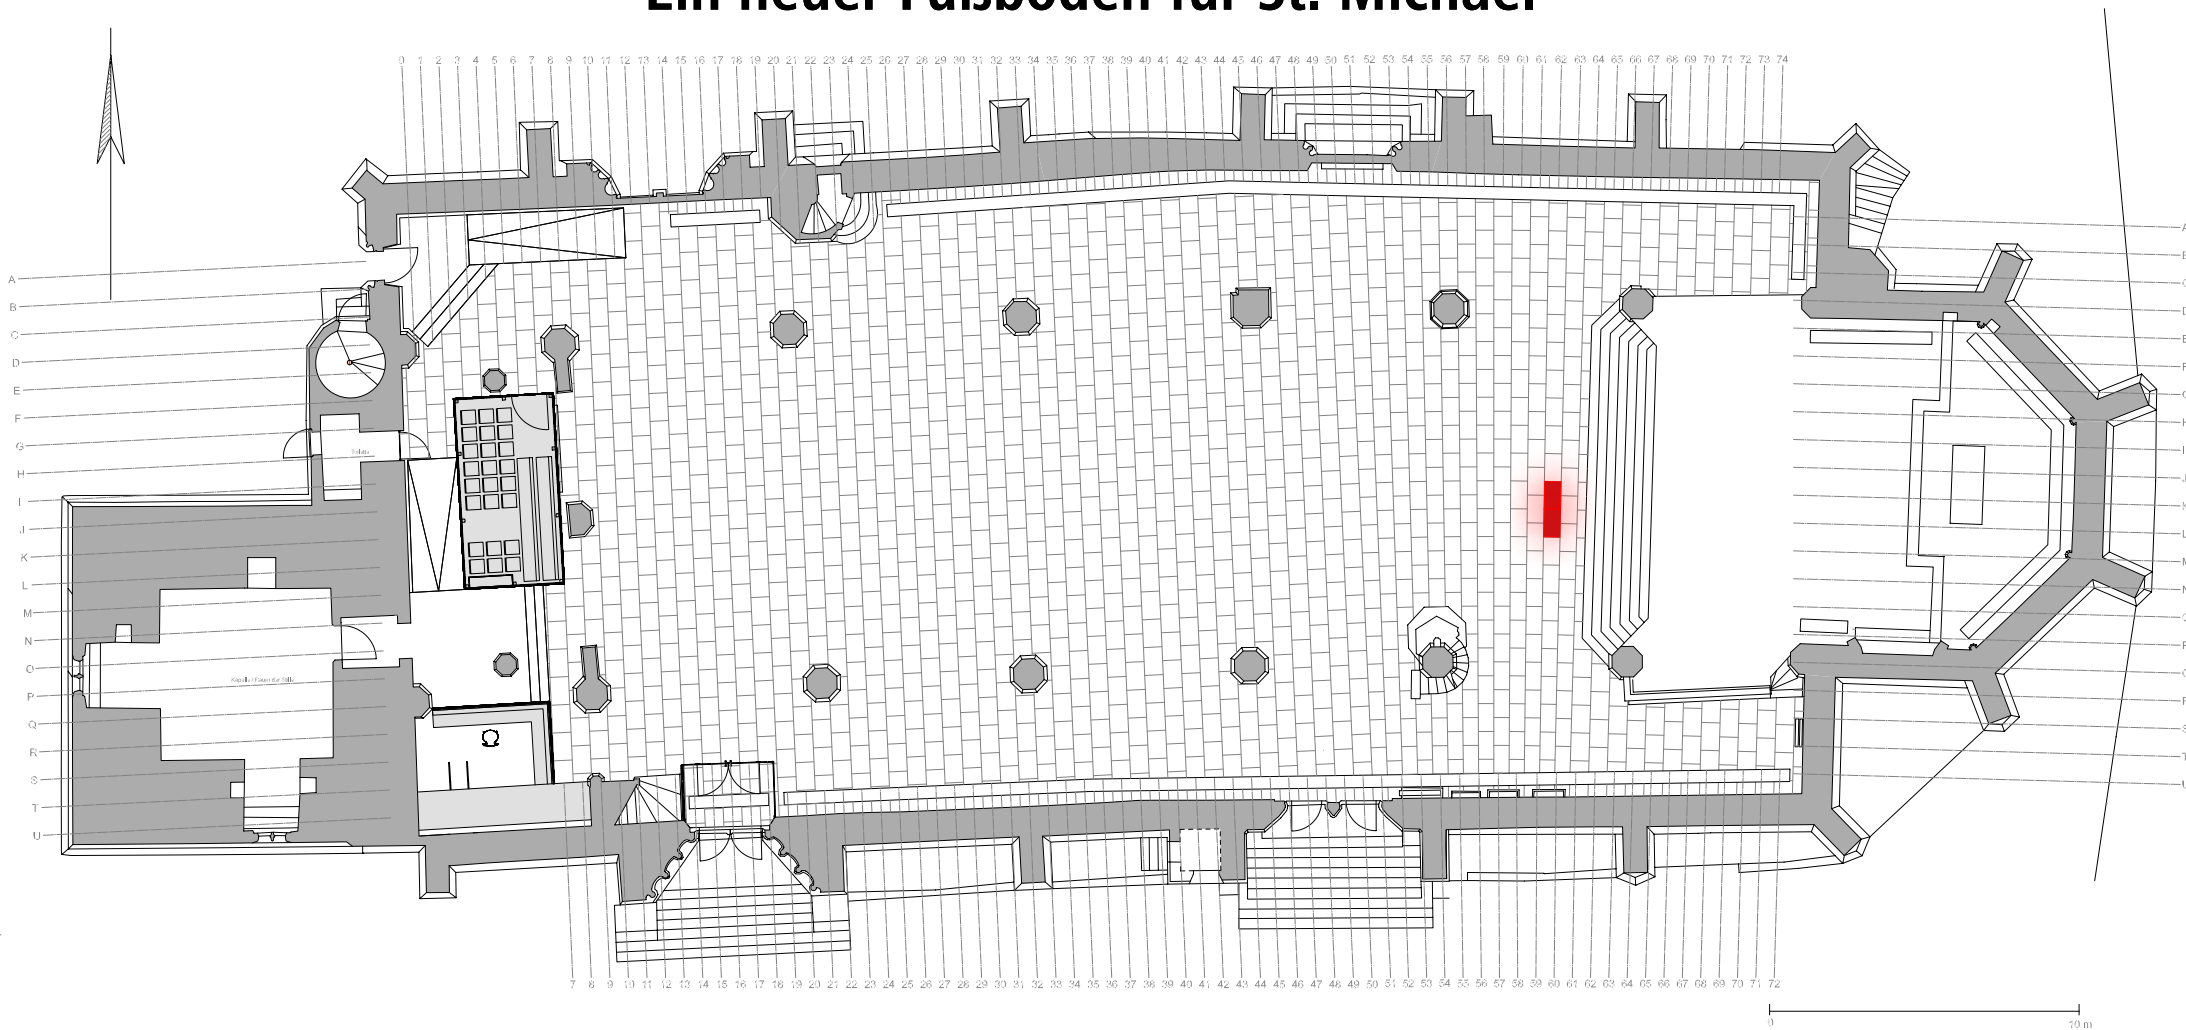 Ein neuer Fußboden für St. Michael
0 1 2 3 4 5 6 7 8 9 10 11 12 13 14 15 16 17 18 19 20 21 22 23 24 25 26 27 28 29 30 31 32 33 34 35 36 37 38 39 40 41 42 43 44 45 46 47 48 49 50 51 52 53 54 55 56 57 58 59 60 61 62 63 64 65 66 67 68 69 70 71 72 73 74
A
B
C
D
E
F
G
H
I
J
K
L
M
N
O
P
Q
R
S
T
U
7 8 9 10 11 12 13 14 15 16 17 18 19 20 21 22 23 24 25 26 27 28 29 30 31 32 33 34 35 36 37 38 39 40 41 42 43 44 45 46 47 48 49 50 51 52 53 54 55 56 57 58 59 60 61 62 63 64 65 66 67 68 69 70 71 72
0 10 m